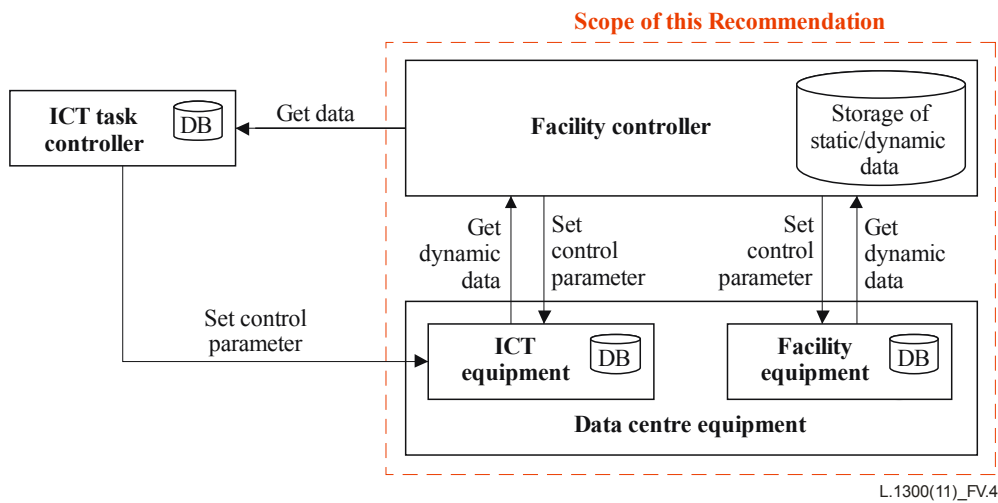 Scope of this Recommendation
ICT task
controller
DB
Get data
Facility controller
Storage of
static/dynamic
data
Get
dynamic
data
Set
control
parameter
Set
control
parameter
Get
dynamic
data
Set control
parameter
ICT
equipment
DB
Facility
equipment
DB
Data centre equipment
L.1300(11)_FV.4